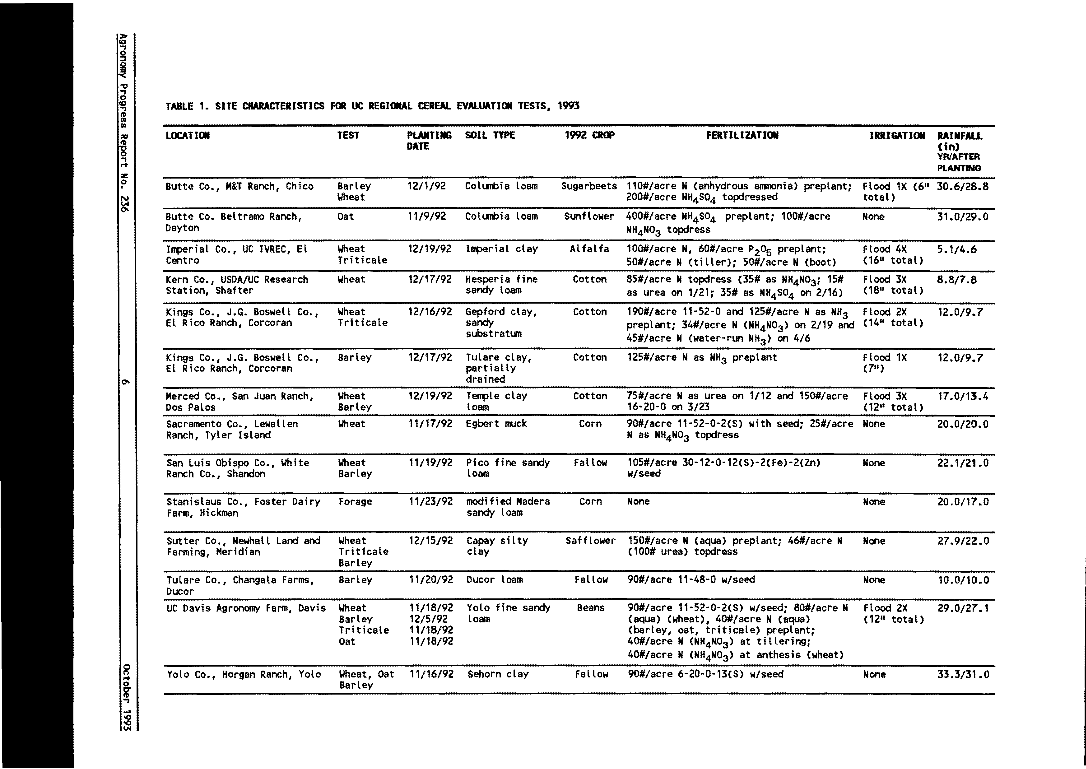 Agronomy Progress Report No. 236
6
October 1993
TABLE 1. SITE CHARACTERISTICS FOR UC REGIONAL CEREAL EVALUATION TESTS, 1993
LOCATION TEST PLANTING SOIL TYPE 1992 CROP FERTILIZATION IRRIGATION RAINFALL
DATE (in)
YR/AFTER
PLANTING
Butte Co., M&T Ranch, Chico Barley 12/1/92 Columbia loam Sugarbeets 110#/acre N (anhydrous ammonia) preplant; Flood 1X (6" 30.6/28.8
Wheat 200#/acre NH4SO4 topdressed total)
Butte Co. Beltramo Ranch, Oat 11/9/92 Columbia loam Sunflower 400#/acre NH4SO4 preplant; 100#/acre None 31.0/29.0
Dayton NH4NO3 topdress
Imperial Co., UC IVREC, El Wheat 12/19/92 Imperial clay Alfalfa 100#/acre N, 60#/acre P2O5 preplant; Flood 4X 5.1/4.6
Centro Triticale 50#/acre N (tiller); 50#/acre N (boot) (16" total)
Kern Co., USDA/UC Research Wheat 12/17/92 Hesperia fine Cotton 85#/acre N topdress (35# as NH4NO3; 15# Flood 3X 8.8/7.8
Station, Shafter sandy loam as urea on 1/21; 35# as NH4SO4 on 2/16) (18" total)
Kings Co., J.G. Boswell Co., Wheat 12/16/92 Gepford clay, Cotton 190#/acre 11-52-0 and 125#/acre N as NH3 Flood 2X 12.0/9.7
El Rico Ranch, Corcoran Triticale sandy preplant; 34#/acre N (NH4NO3) on 2/19 and (14" total)
substratum 45#/acre N (water-run NH3) on 4/6
Kings Co., J.G. Boswell Co., Barley 12/17/92 Tulare clay, Cotton 125#/acre N as NH3 preplant Flood 1X 12.0/9.7
El Rico Ranch, Corcoran partially (7")
drained
Merced Co., San Juan Ranch, Wheat 12/19/92 Temple clay Cotton 75#/acre N as urea on 1/12 and 150#/acre Flood 3X 17.0/13.4
Dos Palos Barley loam 16-20-0 on 3/23 (12" total)
Sacramento Co., Lewallen Wheat 11/17/92 Egbert muck Corn 90#/acre 11-52-0-2(S) with seed; 25#/acre None 20.0/20.0
Ranch, Tyler Island N as NH4NO3 topdress
San Luis Obispo Co., White Wheat 11/19/92 Pico fine sandy Fallow 105#/acre 30-12-0-12(S)-2(Fe)-2(Zn) None 22.1/21.0
Ranch Co., Shandon Barley loam w/seed
Stanislaus Co., Foster Dairy Forage 11/23/92 modified Madera Corn None None 20.0/17.0
Farm, Hickman sandy loam
Sutter Co., Newhall Land and Wheat 12/15/92 Capay silty Safflower 150#/acre N (aqua) preplant; 46#/acre N None 27.9/22.0
Farming, Meridian Triticale clay (100# urea) topdress
Barley
Tulare Co., Changala Farms, Barley 11/20/92 Ducor loam Fallow 90#/acre 11-48-0 w/seed None 10.0/10.0
Ducor
UC Davis Agronomy Farm, Davis Wheat 11/18/92 Yolo fine sandy Beans 90#/acre 11-52-0-2(S) w/seed; 80#/acre N Flood 2X 29.0/27.1
Barley 12/5/92 loam (aqua) (wheat), 40#/acre N (aqua) (12" total)
Triticale 11/18/92 (barley, oat, triticale) preplant;
Oat 11/18/92 40#/acre N (NH4NO3) at tillering;
40#/acre N (NH4NO3) at anthesis (wheat)
Yolo Co., Morgan Ranch, Yolo Wheat, Oat 11/16/92 Sehorn clay Fallow 90#/acre 6-20-0-13(S) w/seed None 33.3/31.0
Barley